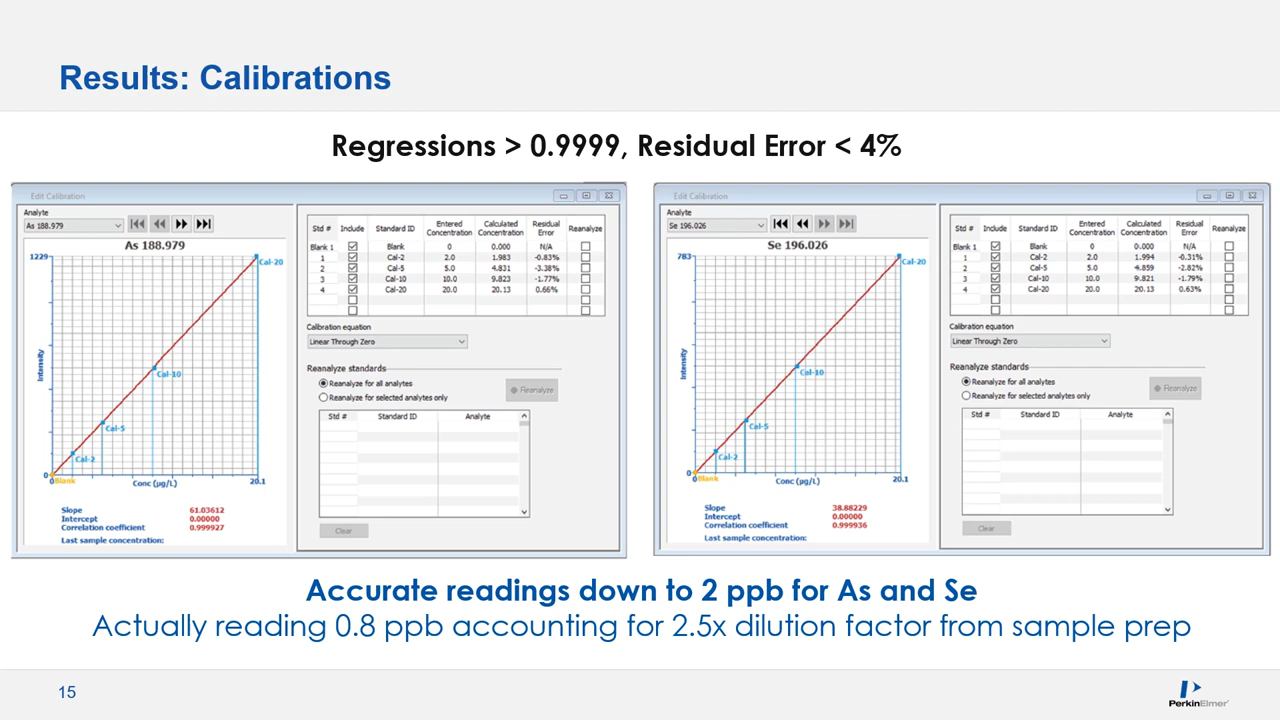 Results: Calibrations
Regressions > 0.9999, Residual Error < 4%
Edit Calibration
Analyte
As 188.979
As 188.979
1229
Cal-20
Cal-10
Cal-5
Cal-2
Intensity
0
0 Blank
Conc (µg/L)
20.1
Slope 61.03612
Intercept 0.00000
Correlation coefficient 0.999927
Last sample concentration:
Std # Include Standard ID Entered Concentration Calculated Concentration Residual Error Reanalyze
Blank 1 Blank 0 0.000 N/A
1 Cal-2 2.0 1.983 -0.83%
2 Cal-5 5.0 4.831 -3.38%
3 Cal-10 10.0 9.823 -1.77%
4 Cal-20 20.0 20.13 0.66%
Calibration equation
Linear Through Zero
Reanalyze standards
Reanalyze for all analytes
Reanalyze for selected analytes only
Reanalyze
Std # Standard ID Analyte
Clear
Edit Calibration
Analyte
Se 196.026
Se 196.026
783
Cal-20
Cal-10
Cal-5
Cal-2
Intensity
0
0 Blank
Conc (µg/L)
20.1
Slope 38.88229
Intercept 0.00000
Correlation coefficient 0.999936
Last sample concentration:
Std # Include Standard ID Entered Concentration Calculated Concentration Residual Error Reanalyze
Blank 1 Blank 0 0.000 N/A
1 Cal-2 2.0 1.994 -0.31%
2 Cal-5 5.0 4.859 -2.82%
3 Cal-10 10.0 9.821 -1.79%
4 Cal-20 20.0 20.13 0.63%
Calibration equation
Linear Through Zero
Reanalyze standards
Reanalyze for all analytes
Reanalyze for selected analytes only
Reanalyze
Std # Standard ID Analyte
Clear
Accurate readings down to 2 ppb for As and Se
Actually reading 0.8 ppb accounting for 2.5x dilution factor from sample prep
15
PerkinElmer